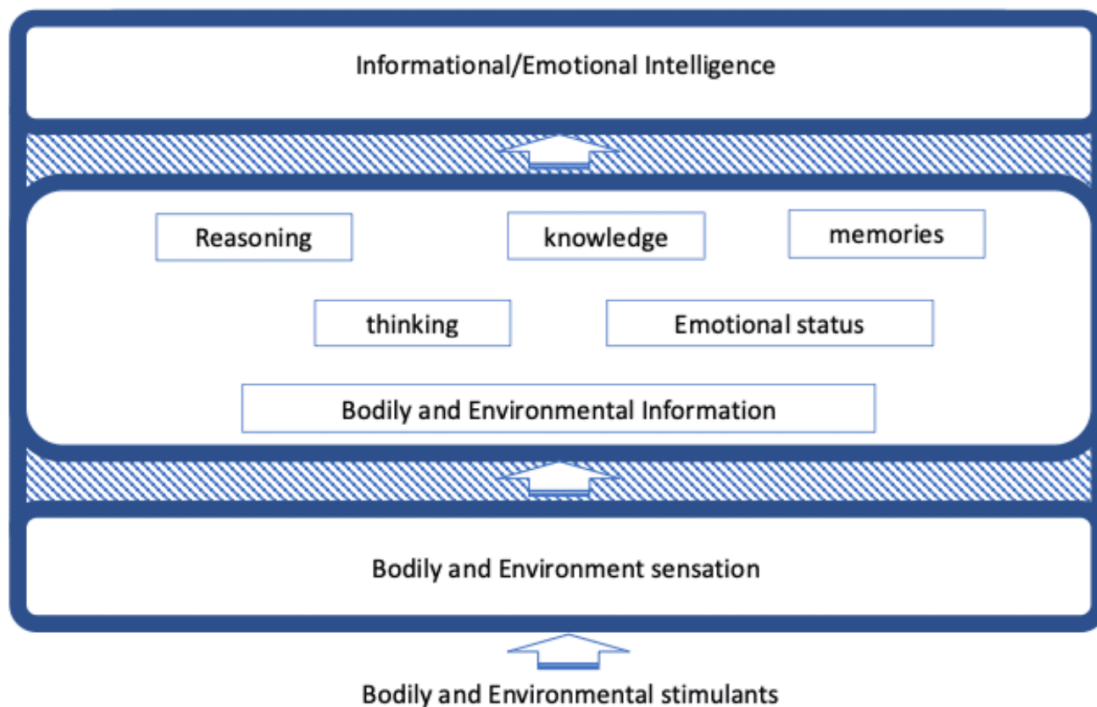 Informational/Emotional Intelligence
Reasoning
knowledge
memories
thinking
Emotional status
Bodily and Environmental Information
Bodily and Environment sensation
Bodily and Environmental stimulants